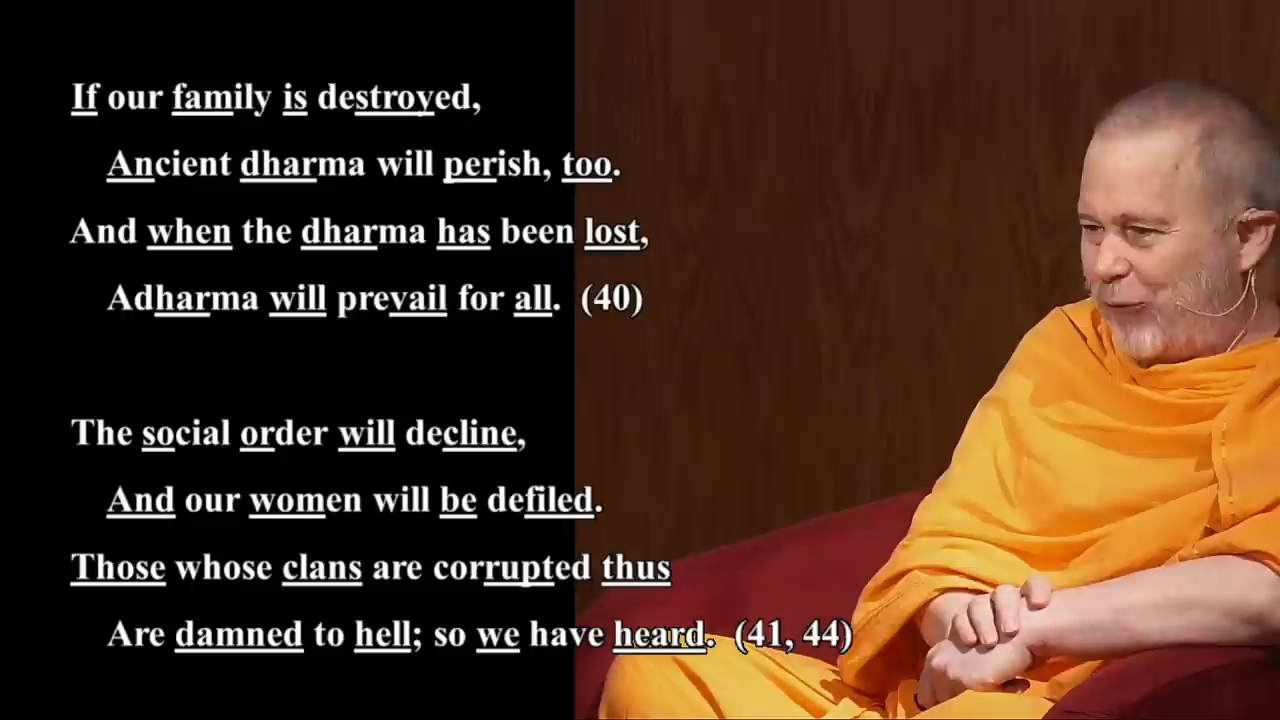 If our family is destroyed,
Ancient dharma will perish, too.
And when the dharma has been lost,
Adharma will prevail for all. (40)
The social order will decline,
And our women will be defiled.
Those whose clans are corrupted thus
Are damned to hell; so we have heard. (41, 44)